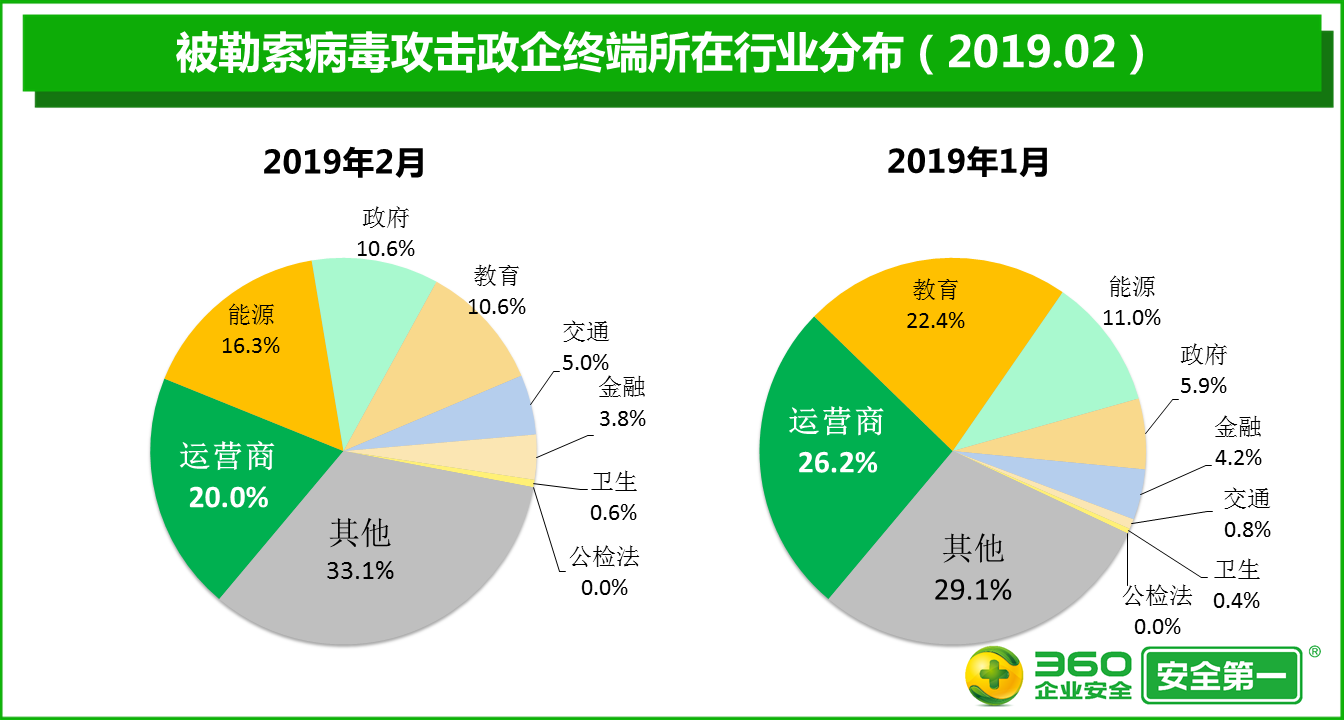 被勒索病毒攻击政企终端所在行业分布（2019.02）
2019年2月
政府
10.6%
教育
10.6%
能源
16.3%
交通
5.0%
金融
3.8%
运营商
20.0%
卫生
0.6%
其他
33.1%
公检法
0.0%
2019年1月
教育
22.4%
能源
11.0%
政府
5.9%
运营商
26.2%
金融
4.2%
交通
0.8%
其他
29.1%
卫生
0.4%
公检法
0.0%
360
企业安全
安全第一
®